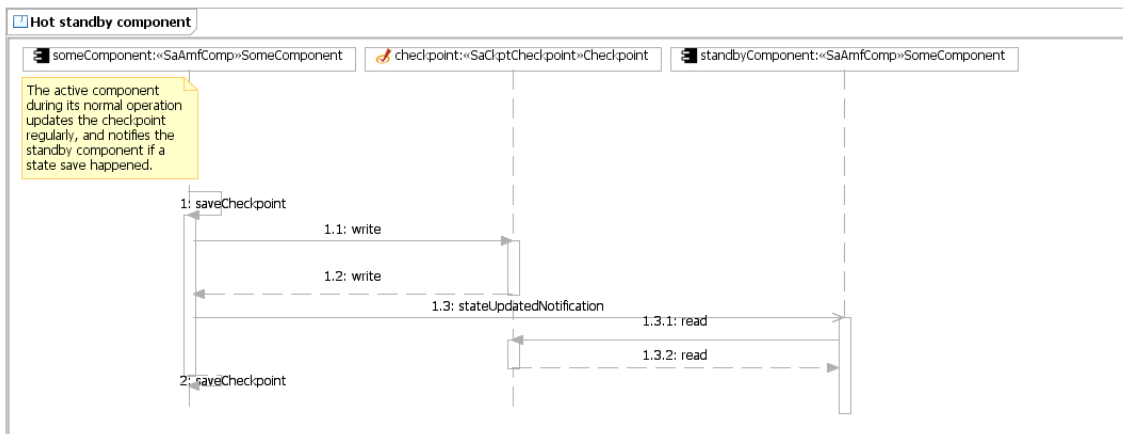 Hot standby component
someComponent:«SaAmfComp»SomeComponent
checkpoint:«SaCkptCheckpoint»Checkpoint
standbyComponent:«SaAmfComp»SomeComponent
The active component
during its normal operation
updates the checkpoint
regularly, and notifies the
standby component if a
state save happened.
1: saveCheckpoint
1.1: write
1.2: write
1.3: stateUpdatedNotification
1.3.1: read
1.3.2: read
2: saveCheckpoint